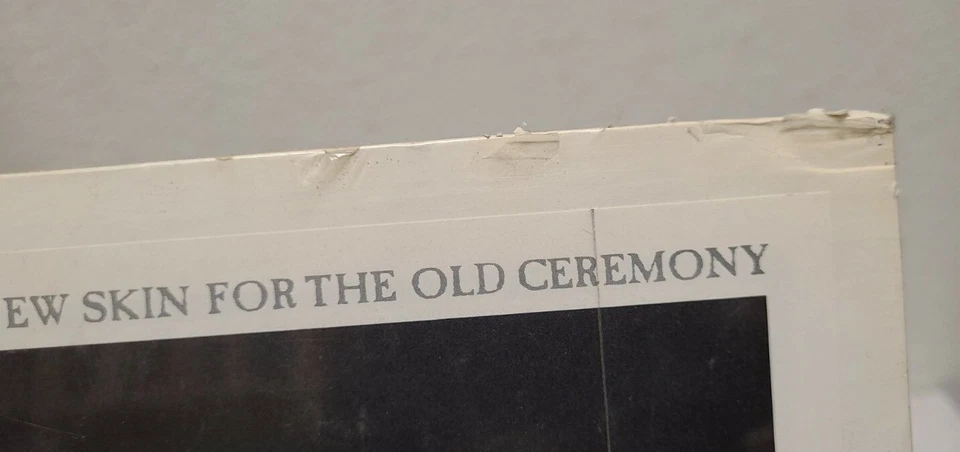 EW SKIN FOR THE OLD CEREMONY